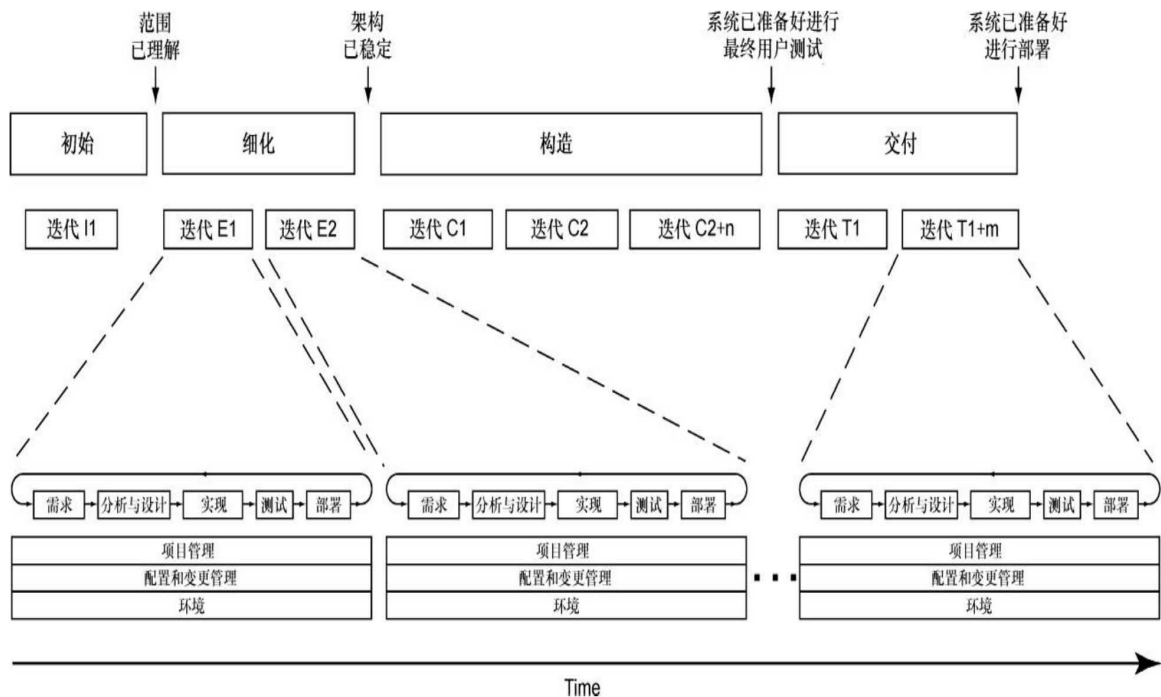 范围
已理解
架构
已稳定
系统已准备好进行
最终用户测试
系统已准备好
进行部署
初始
细化
构造
交付
迭代 I1
迭代 E1
迭代 E2
迭代 C1
迭代 C2
迭代 C2+n
迭代 T1
迭代 T1+m
需求
分析与设计
实现
测试
部署
项目管理
配置和变更管理
环境
需求
分析与设计
实现
测试
部署
项目管理
配置和变更管理
环境
需求
分析与设计
实现
测试
部署
项目管理
配置和变更管理
环境
Time